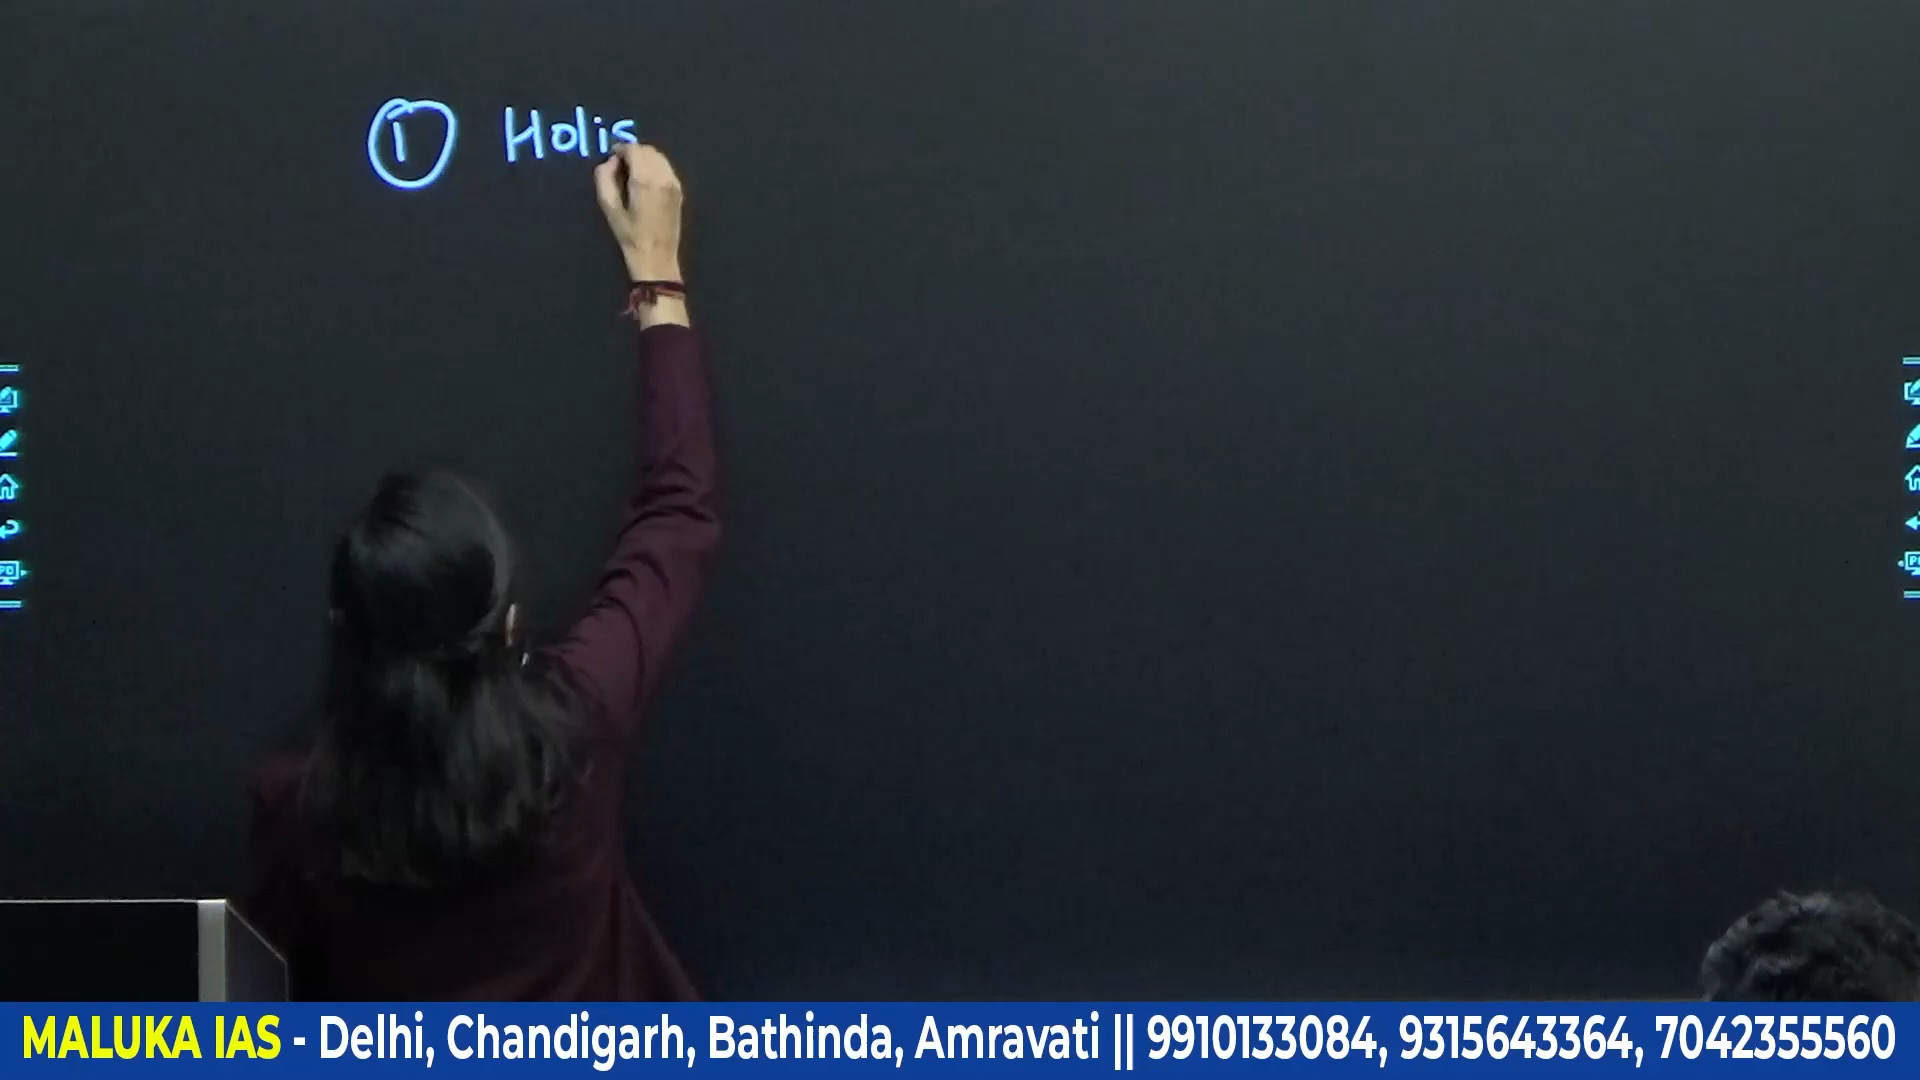 ① Holis
MALUKA IAS - Delhi, Chandigarh, Bathinda, Amravati || 9910133084, 9315643364, 7042355560